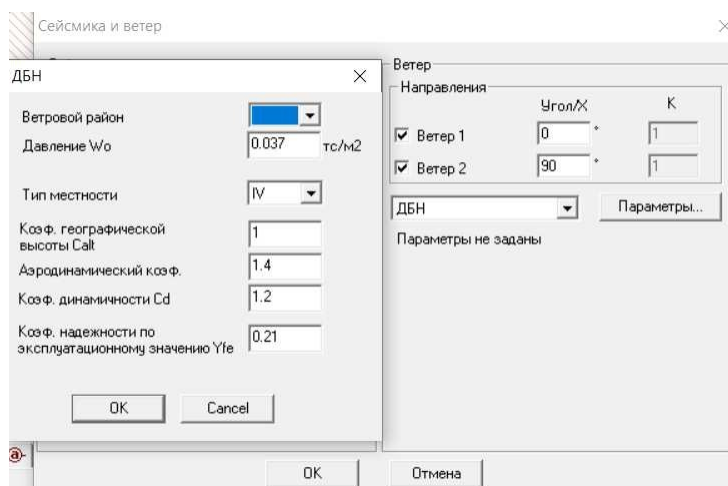 Сейсмика и ветер
ДБН
Ветровой район
Давление Wo 0.037 тс/м2
Тип местности IV
Коэф. географической
высоты Calt 1
Аэродинамический коэф. 1.4
Коэф. динамичности Cd 1.2
Коэф. надежности по
эксплуатационному значению Yfe 0.21
OK Cancel
Ветер
Направления
Угол/X K
Ветер 1 0 ° 1
Ветер 2 90 ° 1
ДБН Параметры...
Параметры не заданы
OK Отмена